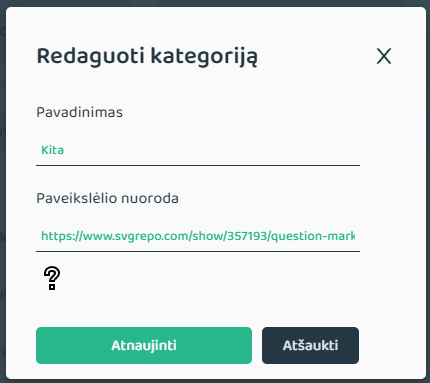 Redaguoti kategoriją
Pavadinimas
Kita
Paveikslėlio nuoroda
https://www.svgrepo.com/show/357193/question-mark
Atnaujinti
Atšaukti